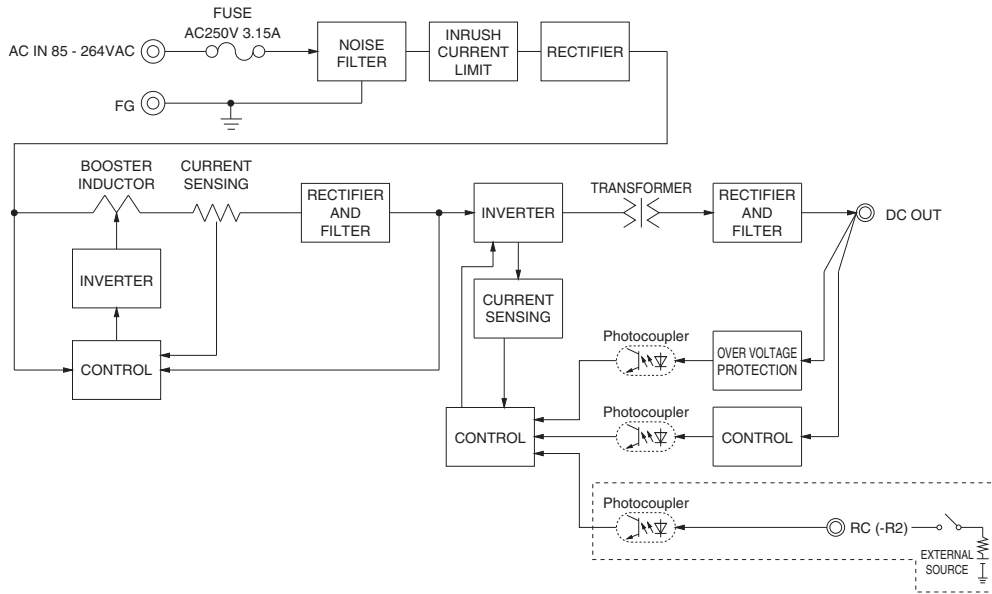 FUSE
AC250V 3.15A
AC IN 85 - 264VAC
NOISE
FILTER
INRUSH
CURRENT
LIMIT
RECTIFIER
FG
BOOSTER
INDUCTOR
CURRENT
SENSING
RECTIFIER
AND
FILTER
INVERTER
TRANSFORMER
RECTIFIER
AND
FILTER
DC OUT
INVERTER
CURRENT
SENSING
CONTROL
Photocoupler
OVER VOLTAGE
PROTECTION
Photocoupler
CONTROL
CONTROL
Photocoupler
RC (-R2)
EXTERNAL
SOURCE